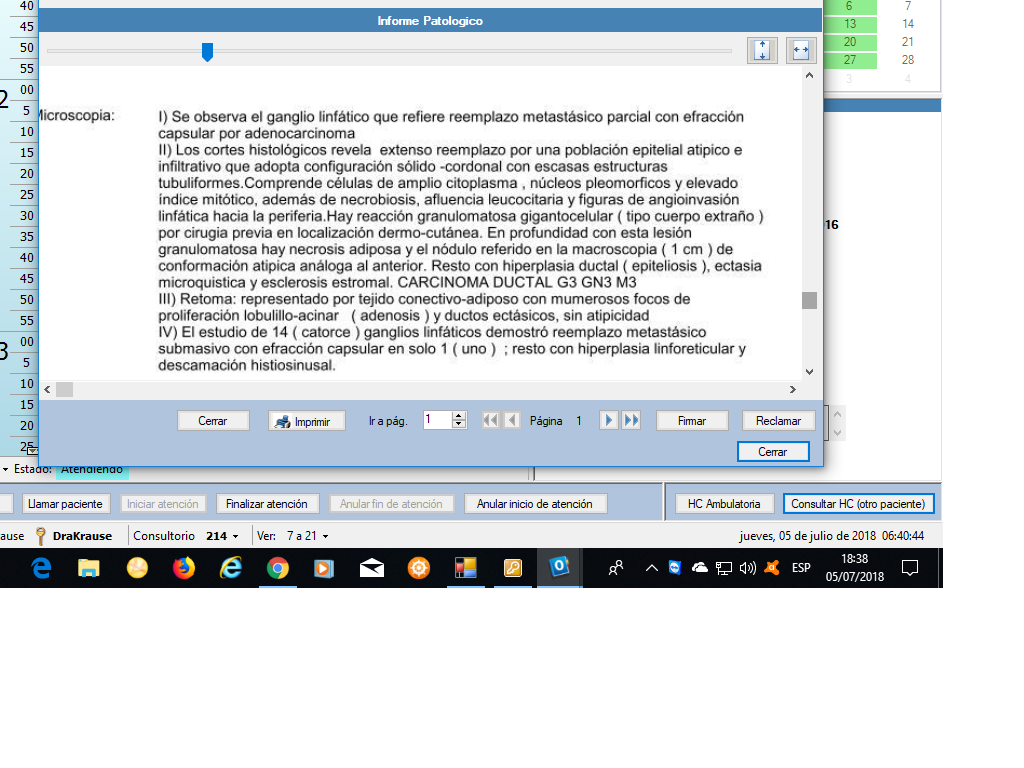 40
45
50
55
2 00
5
10
15
20
25
30
35
40
45
50
55
3 00
5
10
15
20
25
Informe Patologico
6 7
13 14
20 21
27 28
3 4
16
Microscopia:
I) Se observa el ganglio linfático que refiere reemplazo metastásico parcial con efracción
capsular por adenocarcinoma
II) Los cortes histológicos revela extenso reemplazo por una población epitelial atipico e
infiltrativo que adopta configuración sólido -cordonal con escasas estructuras
tubuliformes.Comprende células de amplio citoplasma , núcleos pleomorficos y elevado
índice mitótico, además de necrobiosis, afluencia leucocitaria y figuras de angioinvasión
linfática hacia la periferia.Hay reacción granulomatosa gigantocelular ( tipo cuerpo extraño )
por cirugia previa en localización dermo-cutánea. En profundidad con esta lesión
granulomatosa hay necrosis adiposa y el nódulo referido en la macroscopia ( 1 cm ) de
conformación atipica análoga al anterior. Resto con hiperplasia ductal ( epiteliosis ), ectasia
microquistica y esclerosis estromal. CARCINOMA DUCTAL G3 GN3 M3
III) Retoma: representado por tejido conectivo-adiposo con mumerosos focos de
proliferación lobulillo-acinar ( adenosis ) y ductos ectásicos, sin atipicidad
IV) El estudio de 14 ( catorce ) ganglios linfáticos demostró reemplazo metastásico
submasivo con efracción capsular en solo 1 ( uno ) ; resto con hiperplasia linforeticular y
descamación histiosinusal.
Cerrar Imprimir Ir a pág. 1 Página 1 Firmar Reclamar
Cerrar
Estado: Atendiendo
Llamar paciente Iniciar atención Finalizar atención Anular fin de atención Anular inicio de atención HC Ambulatoria Consultar HC (otro paciente)
ause DraKrause Consultorio 214 Ver: 7 a 21 jueves, 05 de julio de 2018 06:40:44
ESP 18:38
05/07/2018